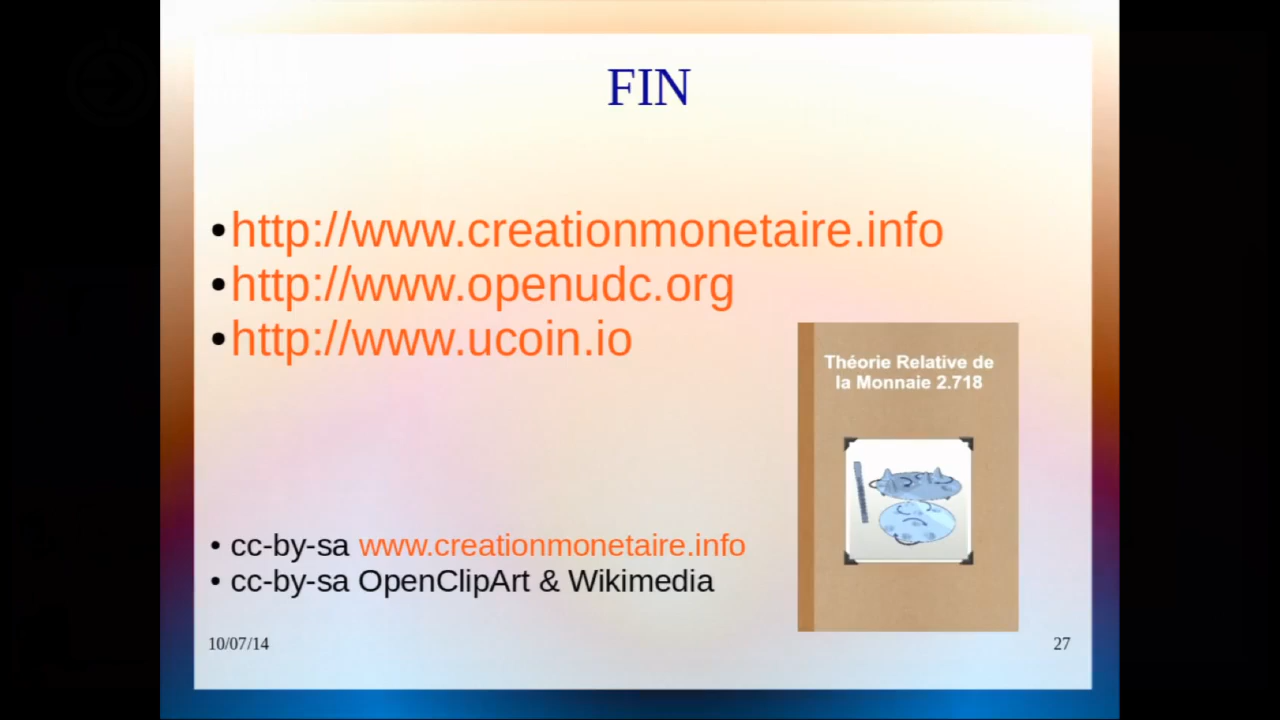 FIN
•http://www.creationmonetaire.info
•http://www.openudc.org
•http://www.ucoin.io
Théorie Relative de
la Monnaie 2.718
• cc-by-sa www.creationmonetaire.info
• cc-by-sa OpenClipArt & Wikimedia
10/07/14
27